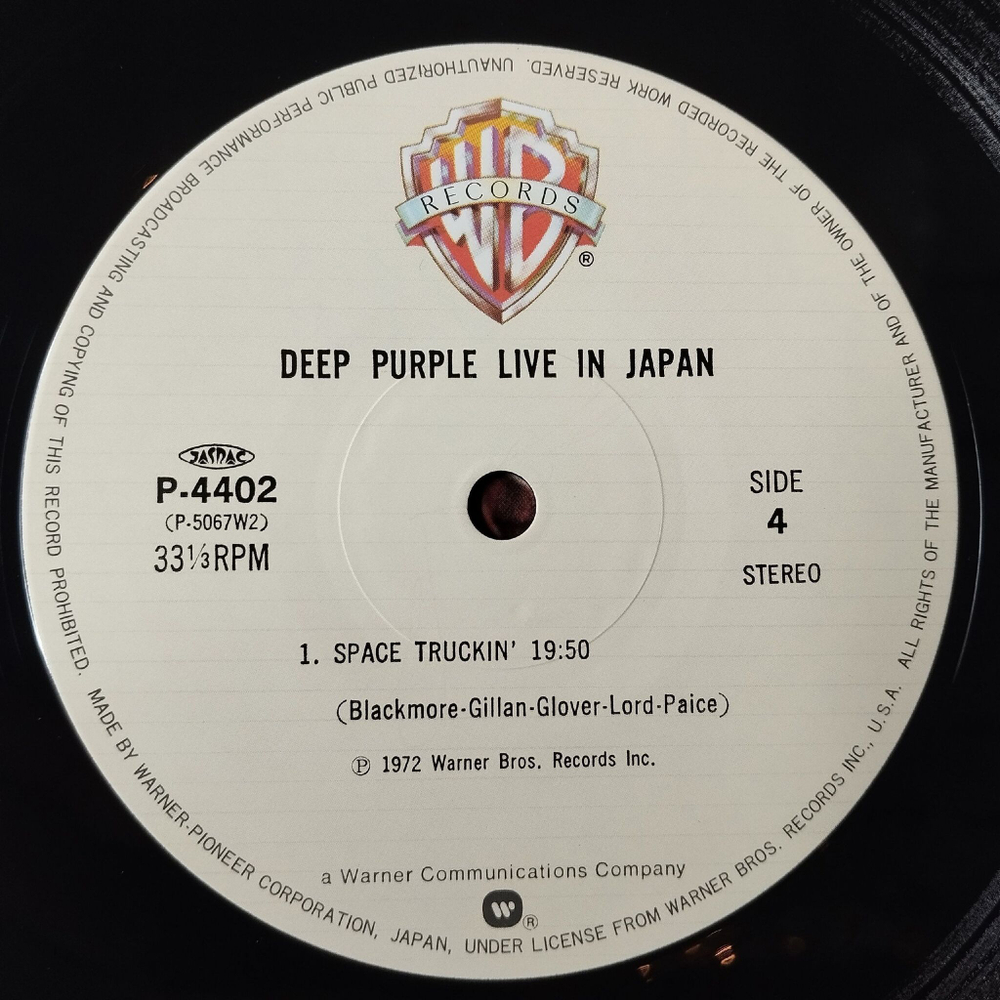 WB
RECORDS
®
DEEP PURPLE LIVE IN JAPAN
JASRAC
P-4402
(P-5067W2)
33⅓RPM
SIDE
4
STEREO
1. SPACE TRUCKIN' 19:50
(Blackmore-Gillan-Glover-Lord-Paice)
℗ 1972 Warner Bros. Records Inc.
a Warner Communications Company
W®
MADE BY WARNER-PIONEER CORPORATION, JAPAN, UNDER LICENSE FROM WARNER BROS. RECORDS INC., U.S.A. ALL RIGHTS OF THE MANUFACTURER AND OF THE OWNER OF THE RECORDED WORK RESERVED. UNAUTHORIZED PUBLIC PERFORMANCE BROADCASTING AND COPYING OF THIS RECORD PROHIBITED.